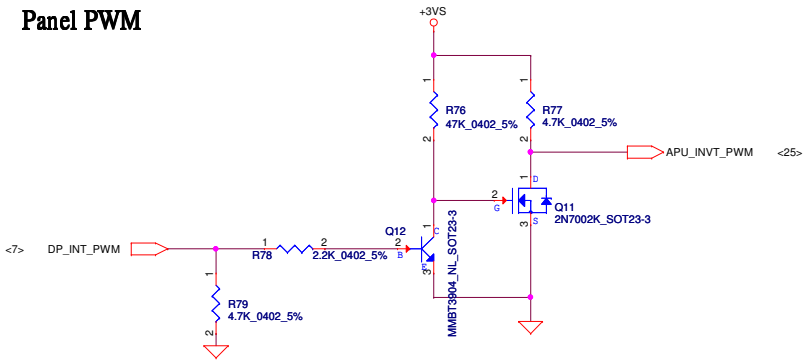 Panel PWM
+3VS
1
1
R76
47K_0402_5%
R77
4.7K_0402_5%
2
2
APU_INVT_PWM <25>
1
D
2
G
Q11
2N7002K_SOT23-3
3
S
Q12
1
C
MMBT3904_NL_SOT23-3
<7> DP_INT_PWM
1
2
2
B
R78
2.2K_0402_5%
E
3
1
R79
4.7K_0402_5%
2